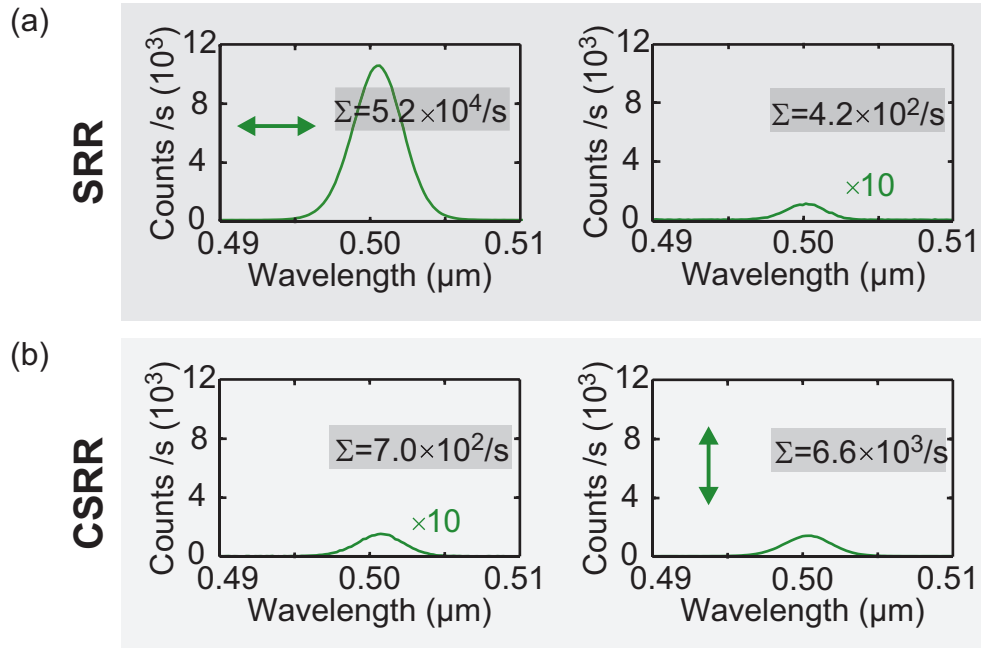 (a)
SRR
Counts /s (10³)
12
8
4
0
Σ=5.2×10⁴/s
0.49
0.50
0.51
Wavelength (µm)
Counts /s (10³)
12
8
4
0
Σ=4.2×10²/s
×10
0.49
0.50
0.51
Wavelength (µm)
(b)
CSRR
Counts /s (10³)
12
8
4
0
Σ=7.0×10²/s
×10
0.49
0.50
0.51
Wavelength (µm)
Counts /s (10³)
12
8
4
0
Σ=6.6×10³/s
0.49
0.50
0.51
Wavelength (µm)